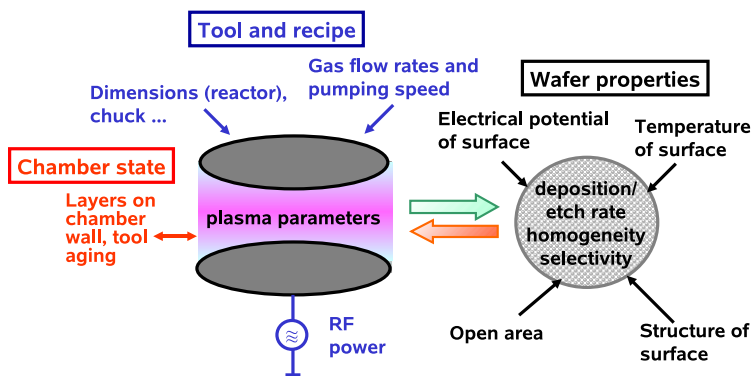 Tool and recipe
Gas flow rates and
pumping speed
Dimensions (reactor),
chuck ...
Wafer properties
Electrical potential
of surface
Temperature
of surface
Chamber state
Layers on
chamber
wall, tool
aging
plasma parameters
deposition/
etch rate
homogeneity
selectivity
RF
power
Open area
Structure of
surface